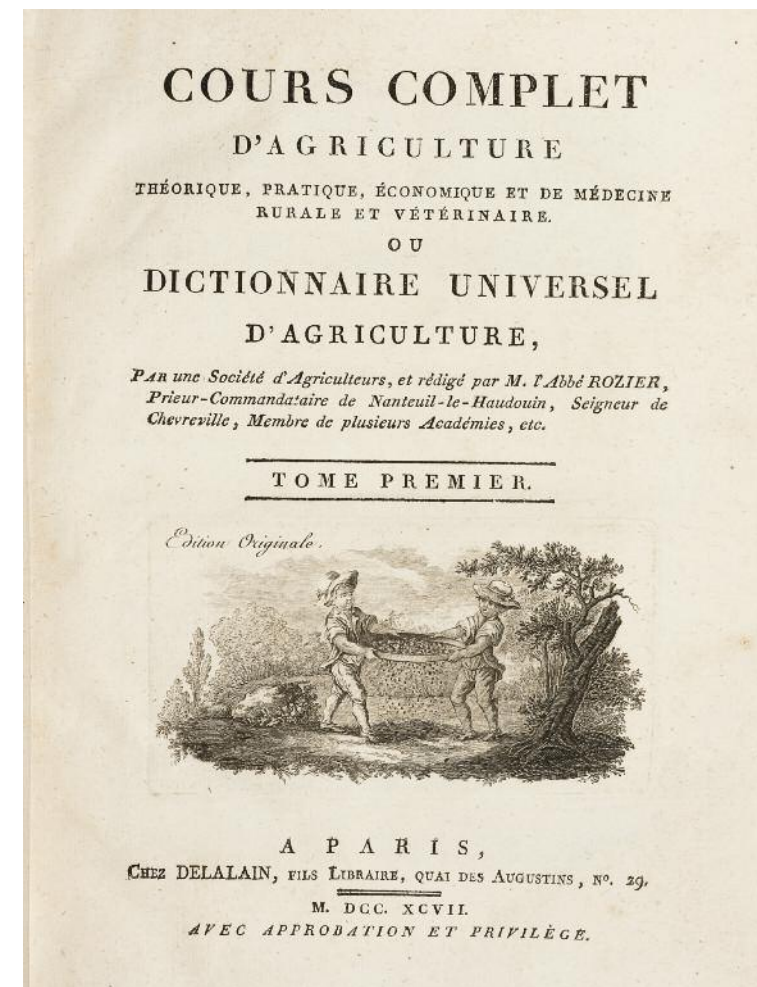 COURS COMPLET
D'AGRICULTURE
THÉORIQUE, PRATIQUE, ÉCONOMIQUE ET DE MÉDECINE
RURALE ET VÉTÉRINAIRE.
OU
DICTIONNAIRE UNIVERSEL
D'AGRICULTURE,
PAR une Société d'Agriculteurs, et rédigé par M. l'Abbé ROZIER,
Prieur-Commandataire de Nanteuil-le-Haudouin, Seigneur de
Chevreville, Membre de plusieurs Académies, etc.
TOME PREMIER.
Edition Originale.
A PARIS,
CHEZ DELALAIN, FILS LIBRAIRE, QUAI DES AUGUSTINS, Nº. 29.
M. DCC. XCVII.
AVEC APPROBATION ET PRIVILÈGE.